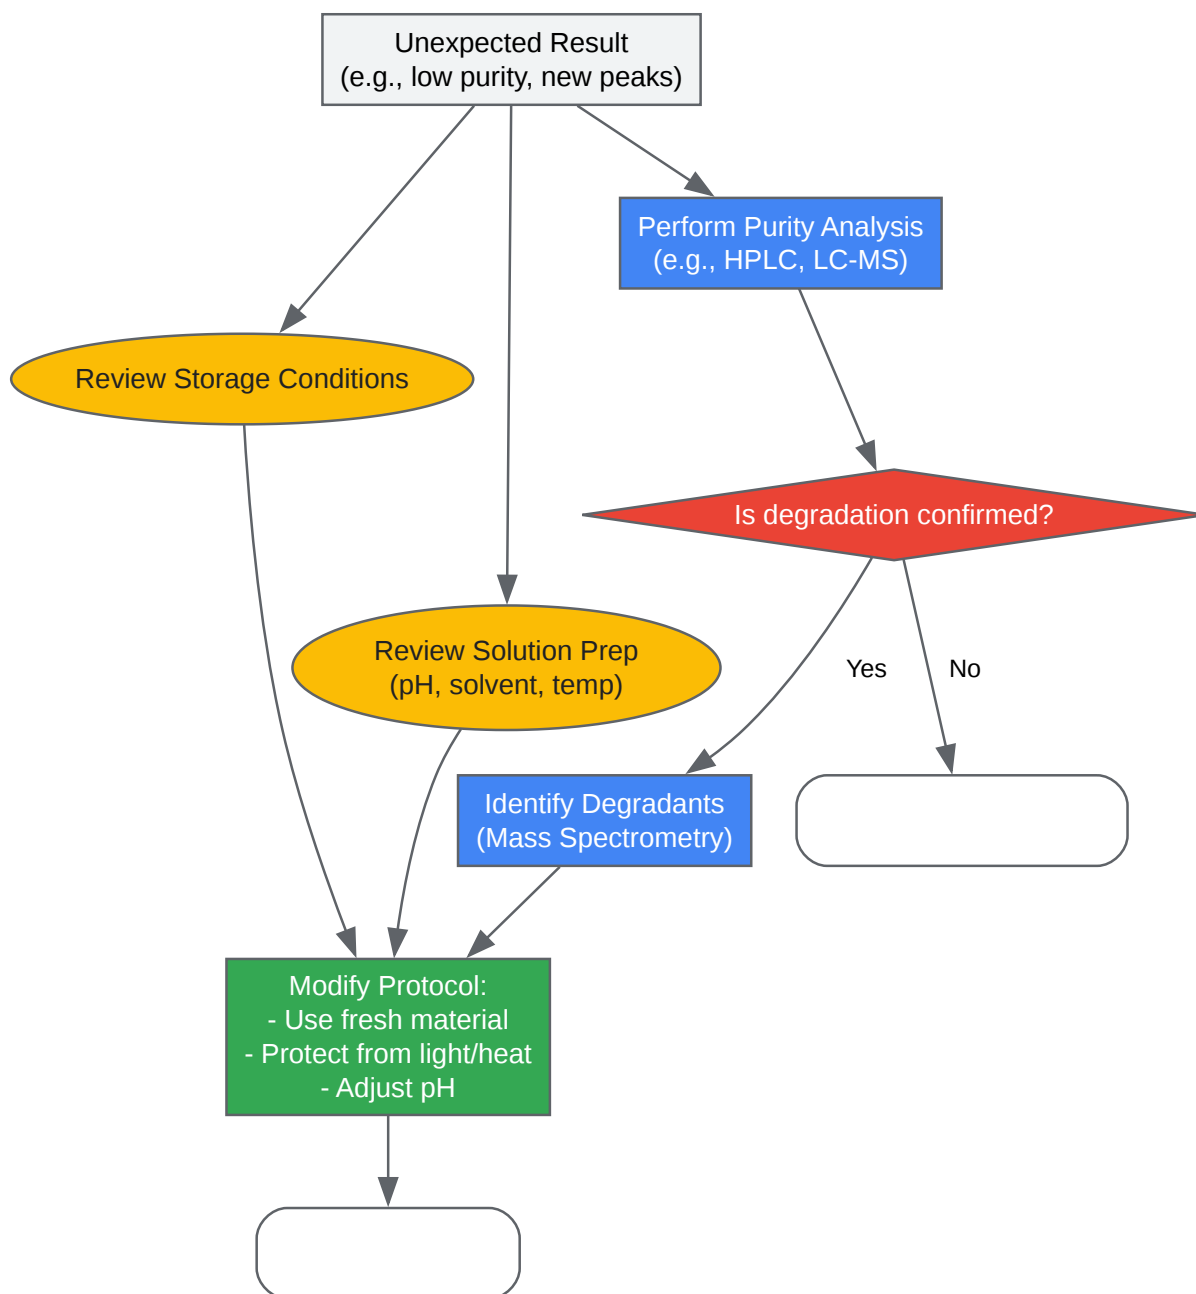 Unexpected Result
(e.g., low purity, new peaks)
Perform Purity Analysis
(e.g., HPLC, LC-MS)
Review Storage Conditions
Is degradation confirmed?
Review Solution Prep
(pH, solvent, temp)
Yes
No
Identify Degradants
(Mass Spectrometry)
Modify Protocol:
- Use fresh material
- Protect from light/heat
- Adjust pH